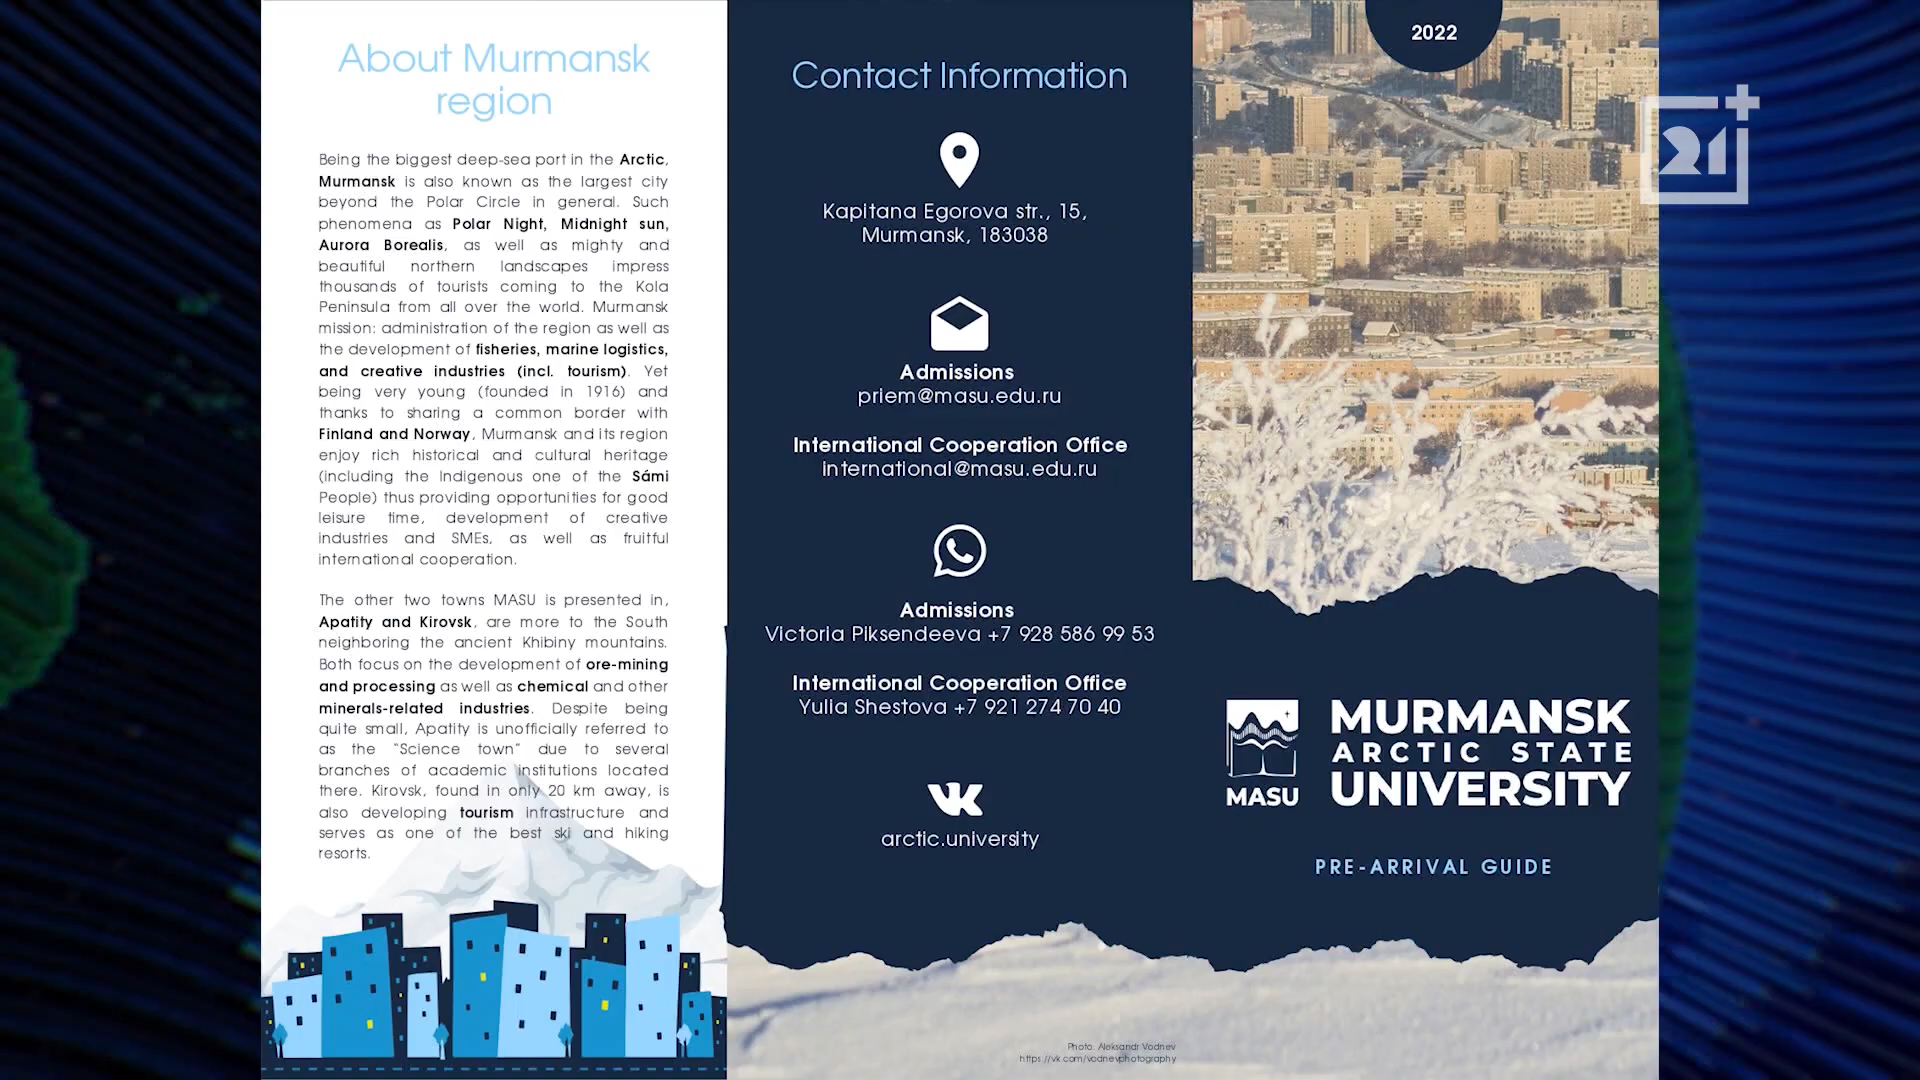 About Murmansk
region
Being the biggest deep-sea port in the Arctic,
Murmansk is also known as the largest city
beyond the Polar Circle in general. Such
phenomena as Polar Night, Midnight sun,
Aurora Borealis, as well as mighty and
beautiful northern landscapes impress
thousands of tourists coming to the Kola
Peninsula from all over the world. Murmansk
mission: administration of the region as well as
the development of fisheries, marine logistics,
and creative industries (incl. tourism). Yet
being very young (founded in 1916) and
thanks to sharing a common border with
Finland and Norway, Murmansk and its region
enjoy rich historical and cultural heritage
(including the Indigenous one of the Sámi
People) thus providing opportunities for good
leisure time, development of creative
industries and SMEs, as well as fruitful
international cooperation.
The other two towns MASU is presented in,
Apatity and Kirovsk, are more to the South
neighboring the ancient Khibiny mountains.
Both focus on the development of ore-mining
and processing as well as chemical and other
minerals-related industries. Despite being
quite small, Apatity is unofficially referred to
as the "Science town" due to several
branches of academic institutions located
there. Kirovsk, found in only 20 km away, is
also developing tourism infrastructure and
serves as one of the best ski and hiking
resorts.
Contact Information
Kapitana Egorova str., 15,
Murmansk, 183038
Admissions
priem@masu.edu.ru
International Cooperation Office
international@masu.edu.ru
Admissions
Victoria Piksendeeva +7 928 586 99 53
International Cooperation Office
Yulia Shestova +7 921 274 70 40
arctic.university
Photo: Aleksandr Vodnev
https://vk.com/vodnevphotography
2022
21+
MASU
MURMANSK
ARCTIC STATE
UNIVERSITY
PRE-ARRIVAL GUIDE